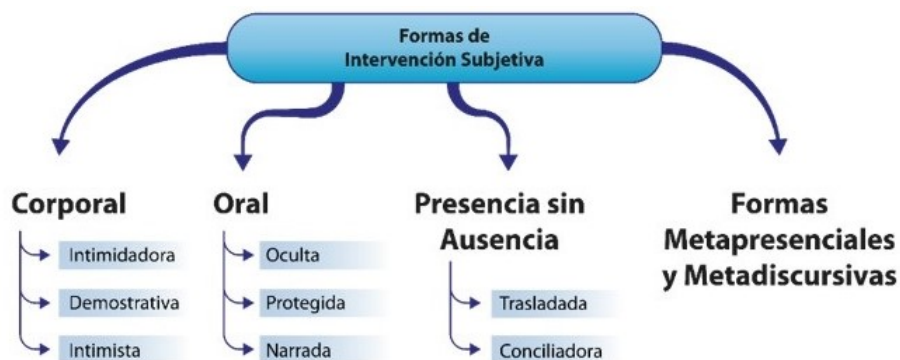 Formas de
Intervención Subjetiva
Corporal
Intimidadora
Demostrativa
Intimista
Oral
Oculta
Protegida
Narrada
Presencia sin
Ausencia
Trasladada
Conciliadora
Formas
Metapresenciales
y Metadiscursivas